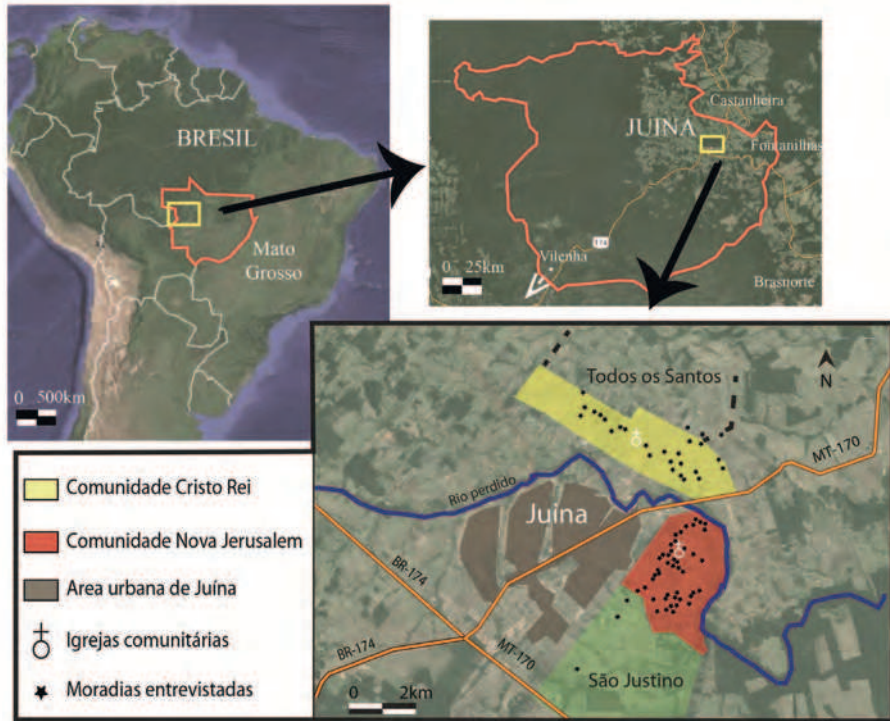 BRESIL
Mato
Grosso
0 500km
Castanheira
JUINA
Fontanilhas
174
Vilenha
0 25km
Brasnorte
Todos os Santos
N
MT-170
Rio perdido
Juina
BR-174
BR-174
MT-170
São Justino
0 2km
Comunidade Cristo Rei
Comunidade Nova Jerusalem
Area urbana de Juína
Igrejas comunitárias
Moradias entrevistadas